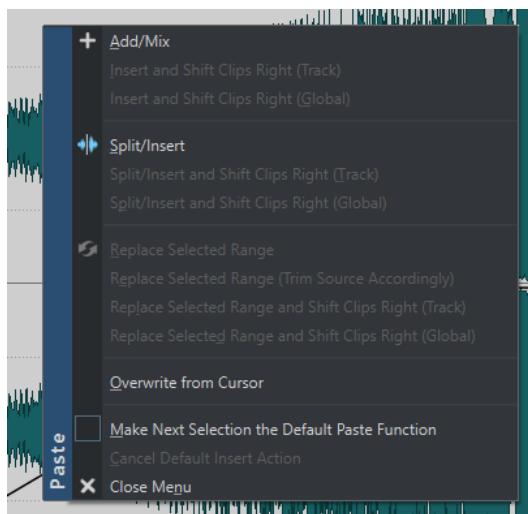 Add/Mix
Insert and Shift Clips Right (Track)
Insert and Shift Clips Right (Global)
Split/Insert
Split/Insert and Shift Clips Right (Track)
Split/Insert and Shift Clips Right (Global)
Replace Selected Range
Replace Selected Range (Trim Source Accordingly)
Replace Selected Range and Shift Clips Right (Track)
Replace Selected Range and Shift Clips Right (Global)
Overwrite from Cursor
Make Next Selection the Default Paste Function
Cancel Default Insert Action
Close Menu
Paste